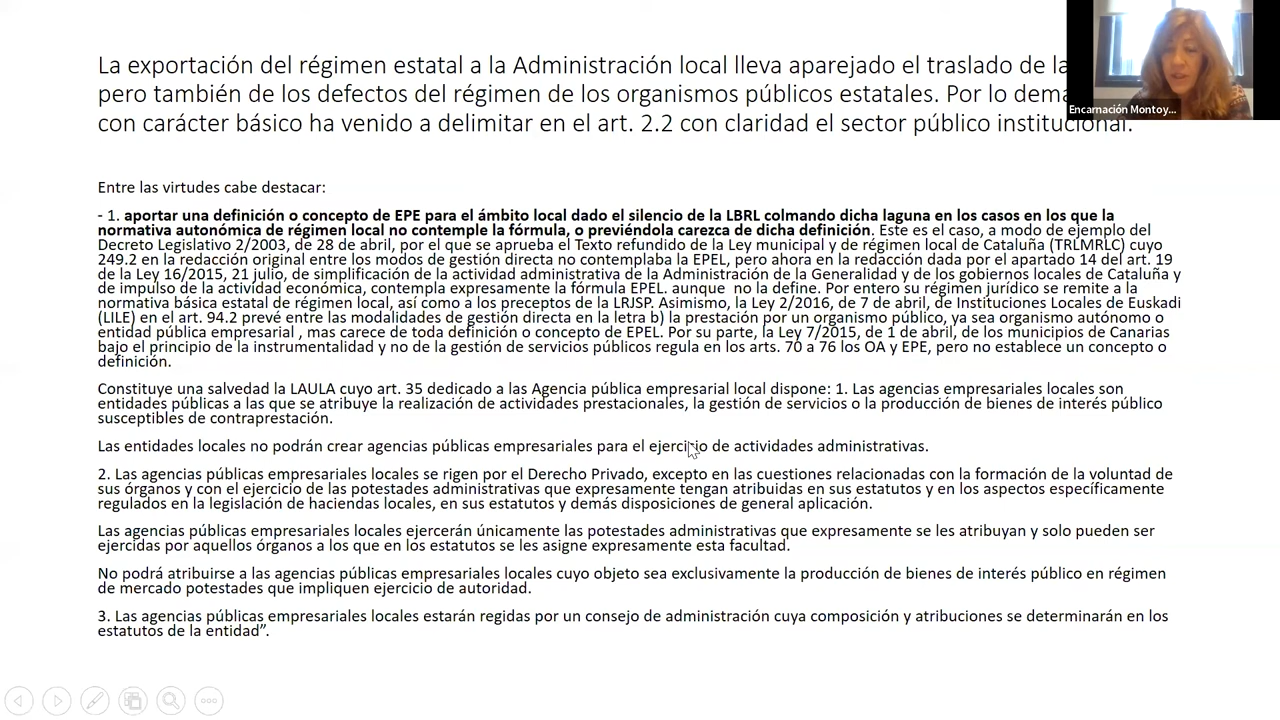 La exportación del régimen estatal a la Administración local lleva aparejado el traslado de la
pero también de los defectos del régimen de los organismos públicos estatales. Por lo
con carácter básico ha venido a delimitar en el art. 2.2 con claridad el sector público institucional.
Encarnación Montoy...
Entre las virtudes cabe destacar:
- 1. aportar una definición o concepto de EPE para el ámbito local dado el silencio de la LBRL colmando dicha laguna en los casos en los que la
normativa autonómica de régimen local no contemple la fórmula, o previéndola carezca de dicha definición. Este es el caso, a modo de ejemplo del
Decreto Legislativo 2/2003, de 28 de abril, por el que se aprueba el Texto refundido de la Ley municipal y de régimen local de Cataluña (TRLMRLC) cuyo
249.2 en la redacción original entre los modos de gestión directa no contemplaba la EPEL, pero ahora en la redacción dada por el apartado 14 del art. 19
de la Ley 16/2015, 21 julio, de simplificación de la actividad administrativa de la Administración de la Generalidad y de los gobiernos locales de Cataluña y
de impulso de la actividad económica, contempla expresamente la fórmula EPEL. aunque no la define. Por entero su régimen jurídico se remite a la
normativa básica estatal de régimen local, así como a los preceptos de la LRJSP. Asimismo, la Ley 2/2016, de 7 de abril, de Instituciones Locales de Euskadi
(LILE) en el art. 94.2 prevé entre las modalidades de gestión directa en la letra b) la prestación por un organismo público, ya sea organismo autónomo o
entidad pública empresarial , mas carece de toda definición o concepto de EPEL. Por su parte, la Ley 7/2015, de 1 de abril, de los municipios de Canarias
bajo el principio de la instrumentalidad y no de la gestión de servicios públicos regula en los arts. 70 a 76 los OA y EPE, pero no establece un concepto o
definición.
Constituye una salvedad la LAULA cuyo art. 35 dedicado a las Agencia pública empresarial local dispone: 1. Las agencias empresariales locales son
entidades públicas a las que se atribuye la realización de actividades prestacionales, la gestión de servicios o la producción de bienes de interés público
susceptibles de contraprestación.
Las entidades locales no podrán crear agencias públicas empresariales para el ejercicio de actividades administrativas.
2. Las agencias públicas empresariales locales se rigen por el Derecho Privado, excepto en las cuestiones relacionadas con la formación de la voluntad de
sus órganos y con el ejercicio de las potestades administrativas que expresamente tengan atribuidas en sus estatutos y en los aspectos específicamente
regulados en la legislación de haciendas locales, en sus estatutos y demás disposiciones de general aplicación.
Las agencias públicas empresariales locales ejercerán únicamente las potestades administrativas que expresamente se les atribuyan y solo pueden ser
ejercidas por aquellos órganos a los que en los estatutos se les asigne expresamente esta facultad.
No podrá atribuirse a las agencias públicas empresariales locales cuyo objeto sea exclusivamente la producción de bienes de interés público en régimen
de mercado potestades que impliquen ejercicio de autoridad.
3. Las agencias públicas empresariales locales estarán regidas por un consejo de administración cuya composición y atribuciones se determinarán en los
estatutos de la entidad”.